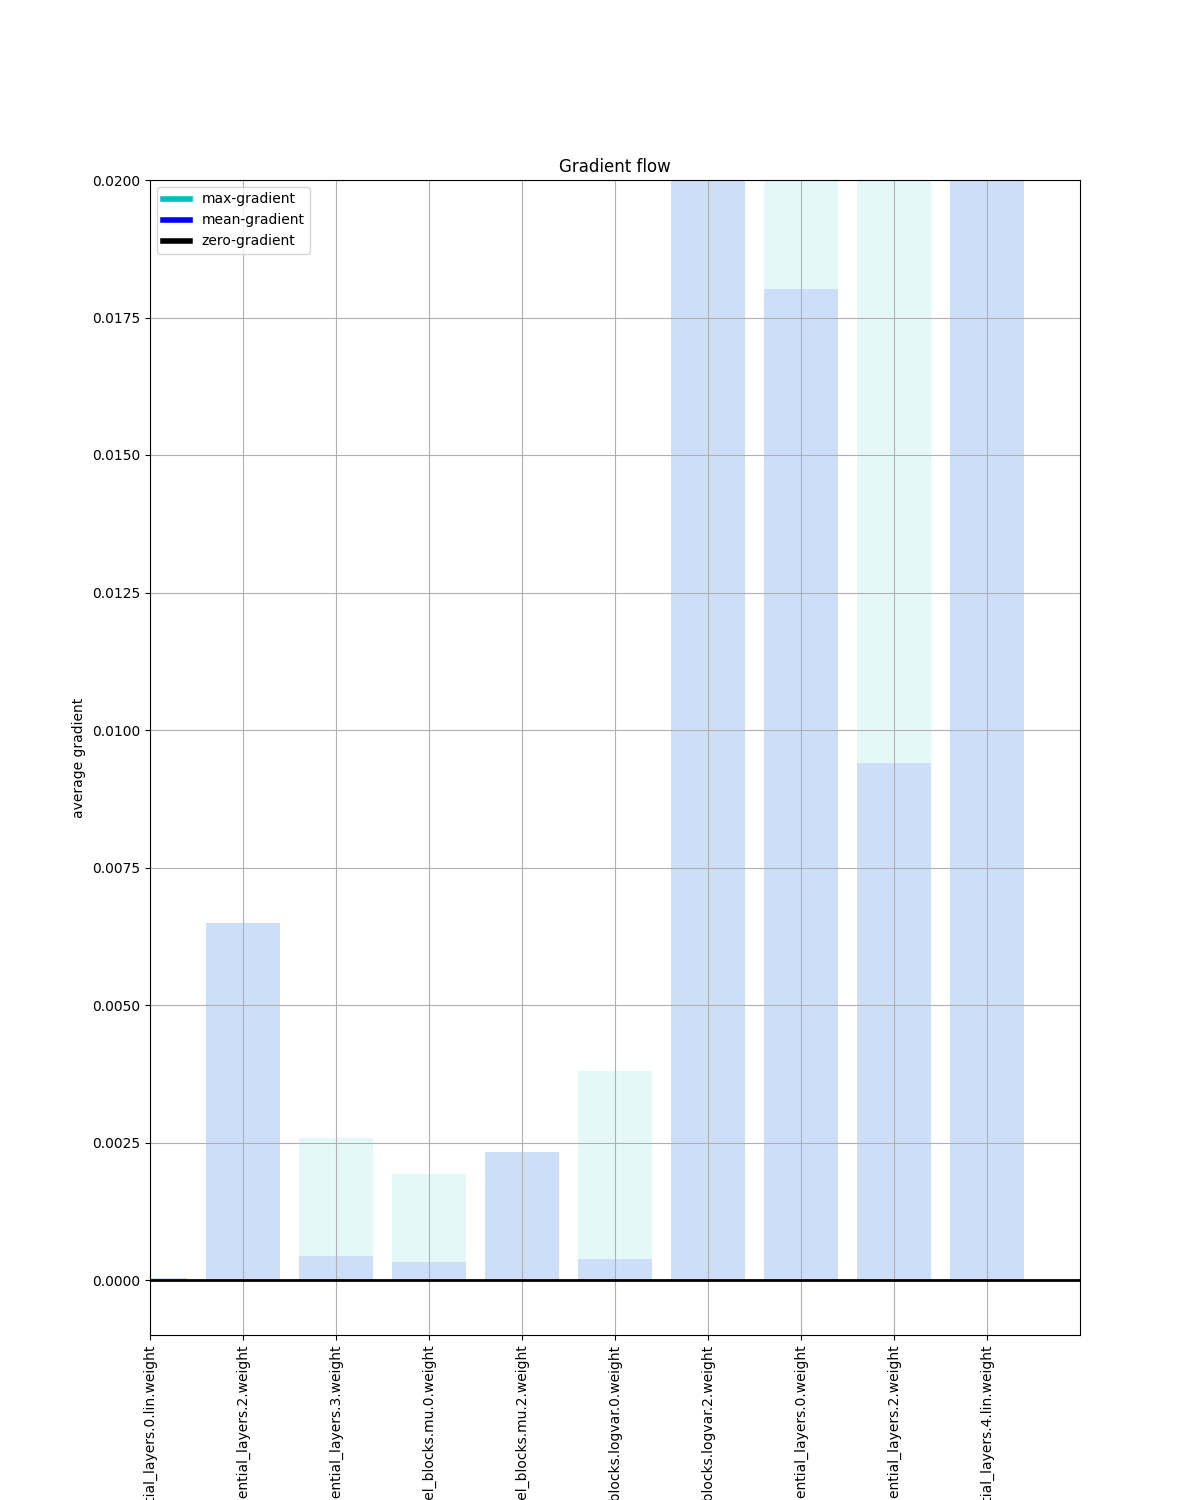 Gradient flow
max-gradient
mean-gradient
zero-gradient
0.0200
0.0175
0.0150
0.0125
0.0100
0.0075
0.0050
0.0025
0.0000
average gradient
tial_layers.0.lin.weight
ential_layers.2.weight
ential_layers.3.weight
el_blocks.mu.0.weight
el_blocks.mu.2.weight
blocks.logvar.0.weight
blocks.logvar.2.weight
ential_layers.0.weight
ential_layers.2.weight
tial_layers.4.lin.weight